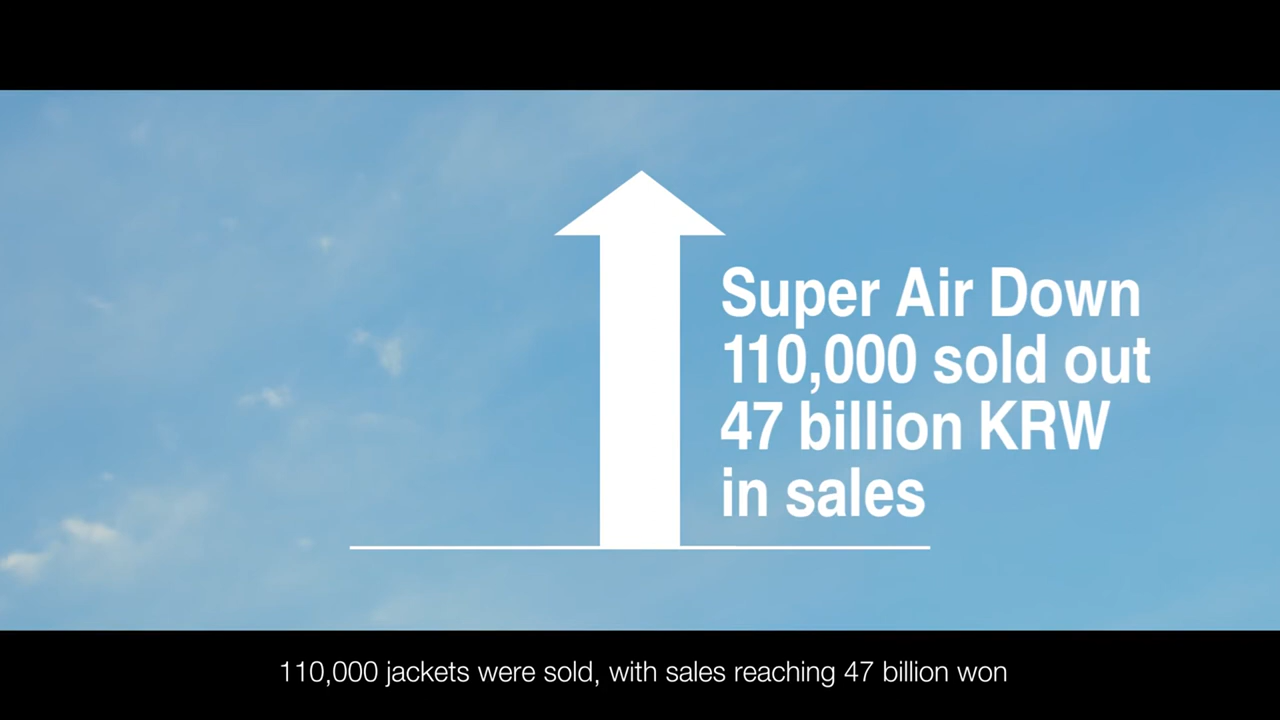 Super Air Down
110,000 sold out
47 billion KRW
in sales
110,000 jackets were sold, with sales reaching 47 billion won